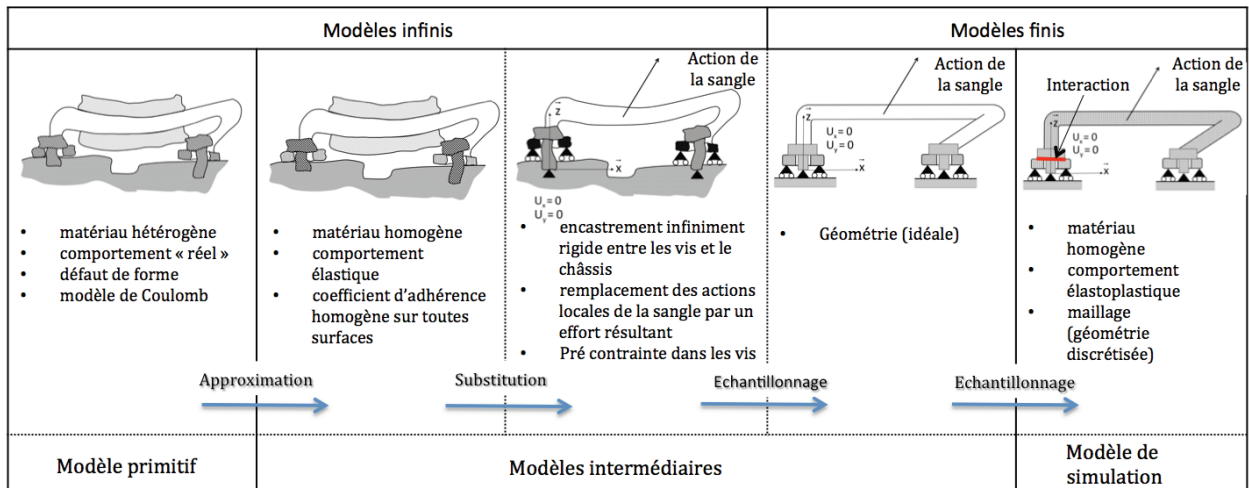 Modèles infinis
Modèles finis
Action de
la sangle
z
x
Ux = 0
Uy = 0
Action de
la sangle
z
Ux = 0
Uy = 0
x
Interaction
Action de
la sangle
z
Ux = 0
Uy = 0
x
• matériau hétérogène
• comportement « réel »
• défaut de forme
• modèle de Coulomb
• matériau homogène
• comportement
élastique
• coefficient d’adhérence
homogène sur toutes
surfaces
• encastrement infiniment
rigide entre les vis et le
châssis
• remplacement des actions
locales de la sangle par un
effort résultant
• Pré contrainte dans les vis
• Géométrie (idéale)
• matériau
homogène
• comportement
élastoplastique
• maillage
(géométrie
discrétisée)
Approximation
Substitution
Echantillonnage
Echantillonnage
Modèle primitif
Modèles intermédiaires
Modèle de
simulation